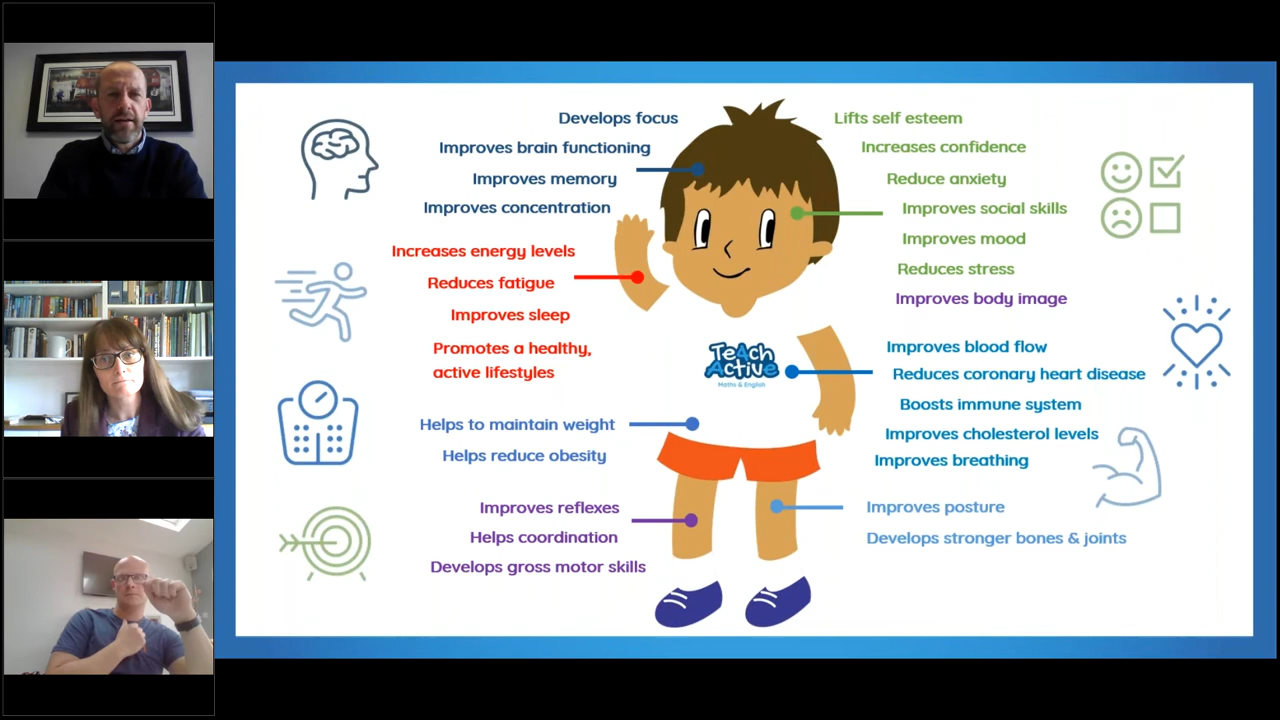 Develops focus
Improves brain functioning
Improves memory
Improves concentration
Increases energy levels
Reduces fatigue
Improves sleep
Promotes a healthy,
active lifestyles
Helps to maintain weight
Helps reduce obesity
Improves reflexes
Helps coordination
Develops gross motor skills
Teach
Active
Maths & English
Lifts self esteem
Increases confidence
Reduce anxiety
Improves social skills
Improves mood
Reduces stress
Improves body image
Improves blood flow
Reduces coronary heart disease
Boosts immune system
Improves cholesterol levels
Improves breathing
Improves posture
Develops stronger bones & joints